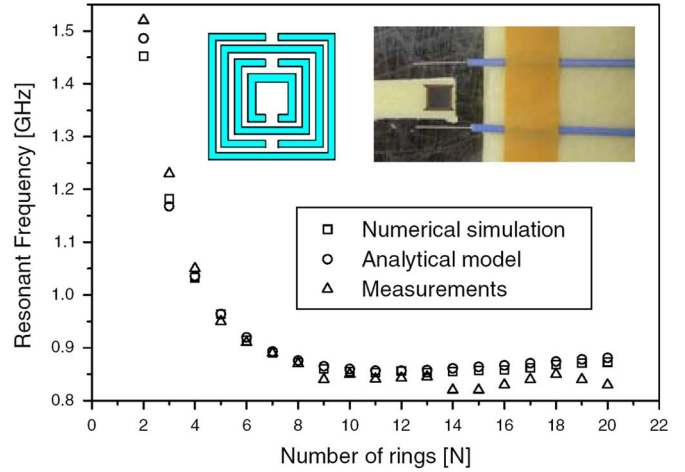 Resonant Frequency [GHz]
1.5
1.4
1.3
1.2
1.1
1.0
0.9
0.8
Numerical simulation
Analytical model
Measurements
0 2 4 6 8 10 12 14 16 18 20 22
Number of rings [N]